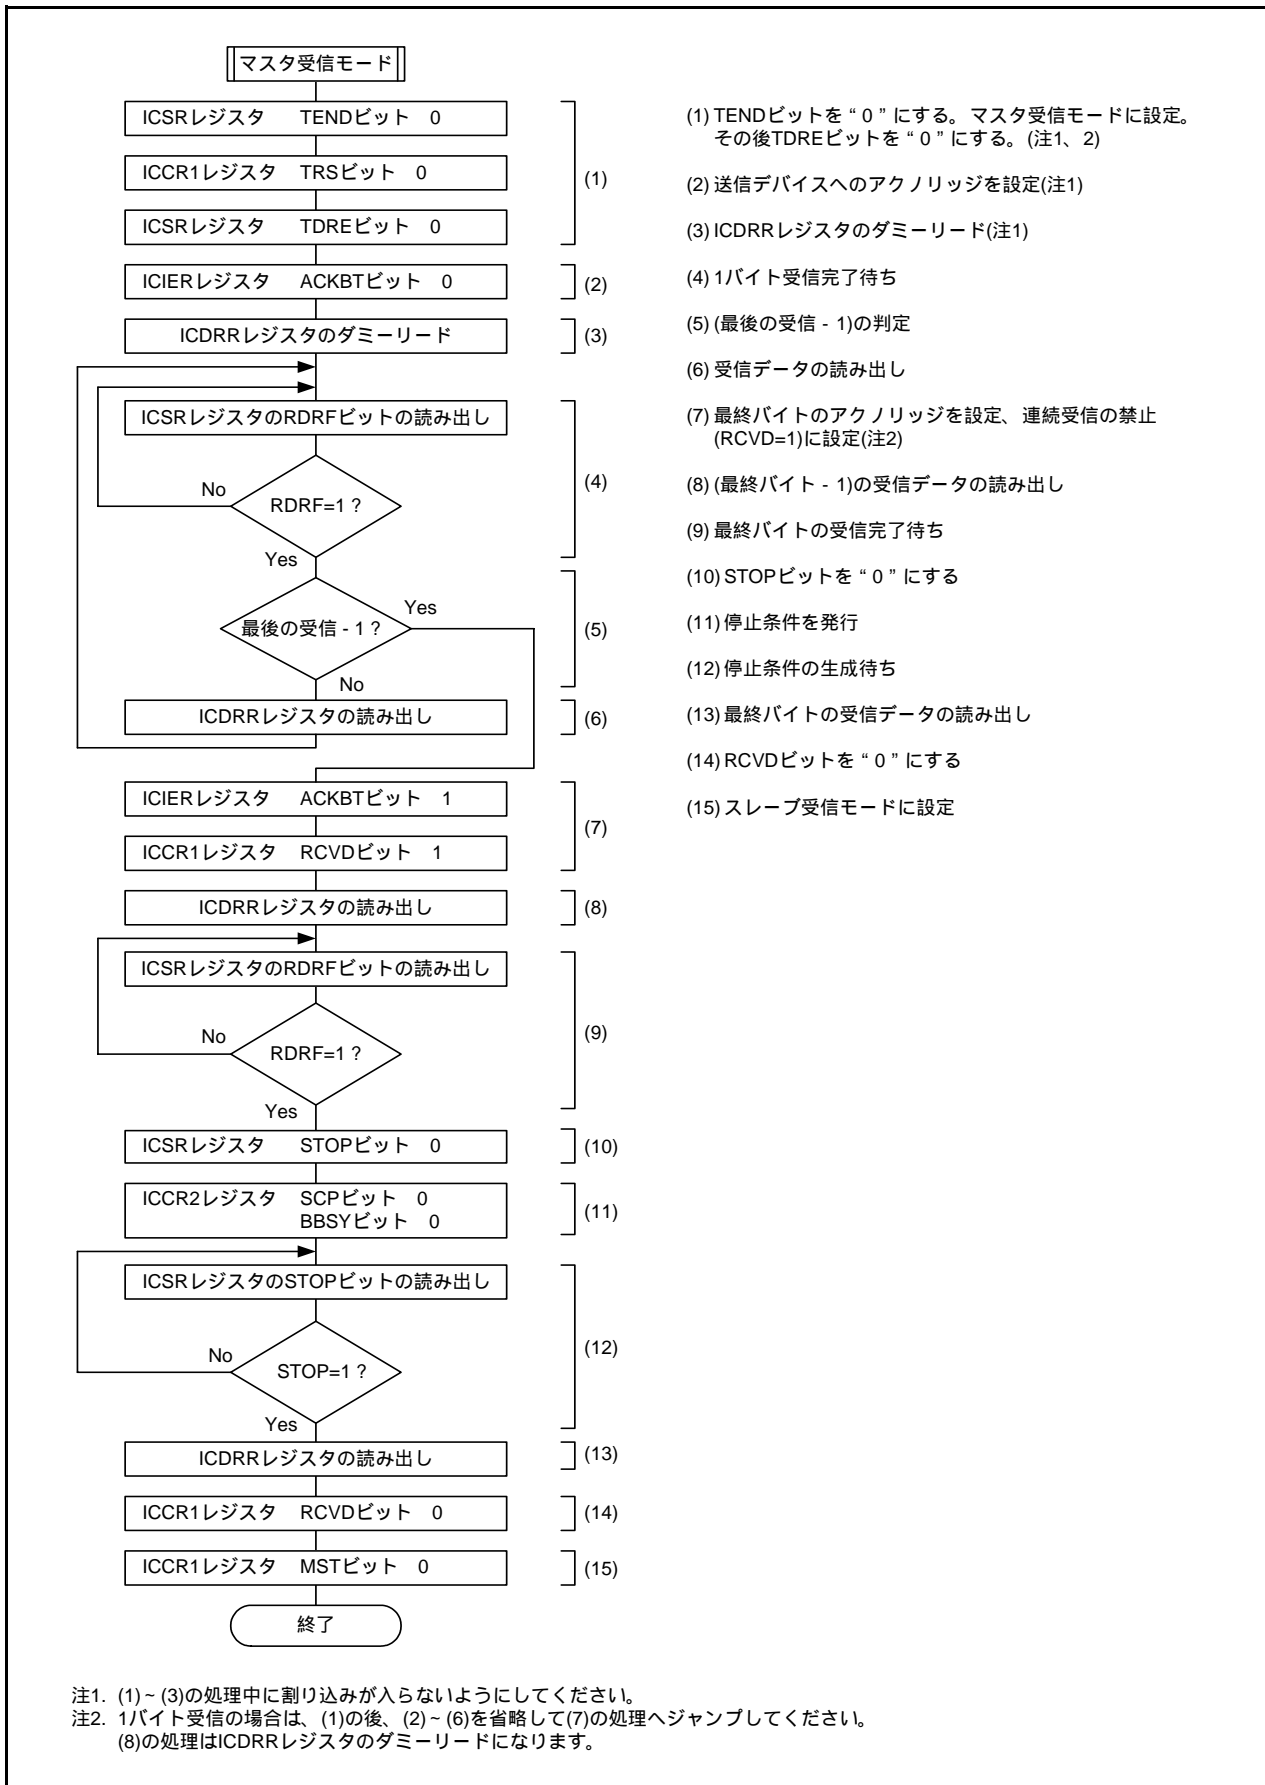 マスタ受信モード
ICSRレジスタ TENDビット 0
ICCR1レジスタ TRSビット 0
ICSRレジスタ TDREビット 0
(1)
ICIERレジスタ ACKBTビット 0
(2)
ICDRRレジスタのダミーリード
(3)
ICSRレジスタのRDRFビットの読み出し
RDRF=1 ?
No
Yes
(4)
最後の受信 - 1 ?
Yes
No
(5)
ICDRRレジスタの読み出し
(6)
ICIERレジスタ ACKBTビット 1
ICCR1レジスタ RCVDビット 1
(7)
ICDRRレジスタの読み出し
(8)
ICSRレジスタのRDRFビットの読み出し
No
RDRF=1 ?
Yes
(9)
ICSRレジスタ STOPビット 0
(10)
ICCR2レジスタ SCPビット 0
BBSYビット 0
(11)
ICSRレジスタのSTOPビットの読み出し
No
STOP=1 ?
Yes
(12)
ICDRRレジスタの読み出し
(13)
ICCR1レジスタ RCVDビット 0
(14)
ICCR1レジスタ MSTビット 0
(15)
終了
(1) TENDビットを “ 0 ” にする。マスタ受信モードに設定。
その後TDREビットを “ 0 ” にする。(注1、2)
(2) 送信デバイスへのアクノリッジを設定(注1)
(3) ICDRRレジスタのダミーリード(注1)
(4) 1バイト受信完了待ち
(5) (最後の受信 - 1)の判定
(6) 受信データの読み出し
(7) 最終バイトのアクノリッジを設定、連続受信の禁止
(RCVD=1)に設定(注2)
(8) (最終バイト - 1)の受信データの読み出し
(9) 最終バイトの受信完了待ち
(10) STOPビットを “ 0 ” にする
(11) 停止条件を発行
(12) 停止条件の生成待ち
(13) 最終バイトの受信データの読み出し
(14) RCVDビットを “ 0 ” にする
(15) スレーブ受信モードに設定
注1. (1) ~ (3)の処理中に割り込みが入らないようにしてください。
注2. 1バイト受信の場合は、(1)の後、(2) ~ (6)を省略して(7)の処理へジャンプしてください。
(8)の処理はICDRRレジスタのダミーリードになります。